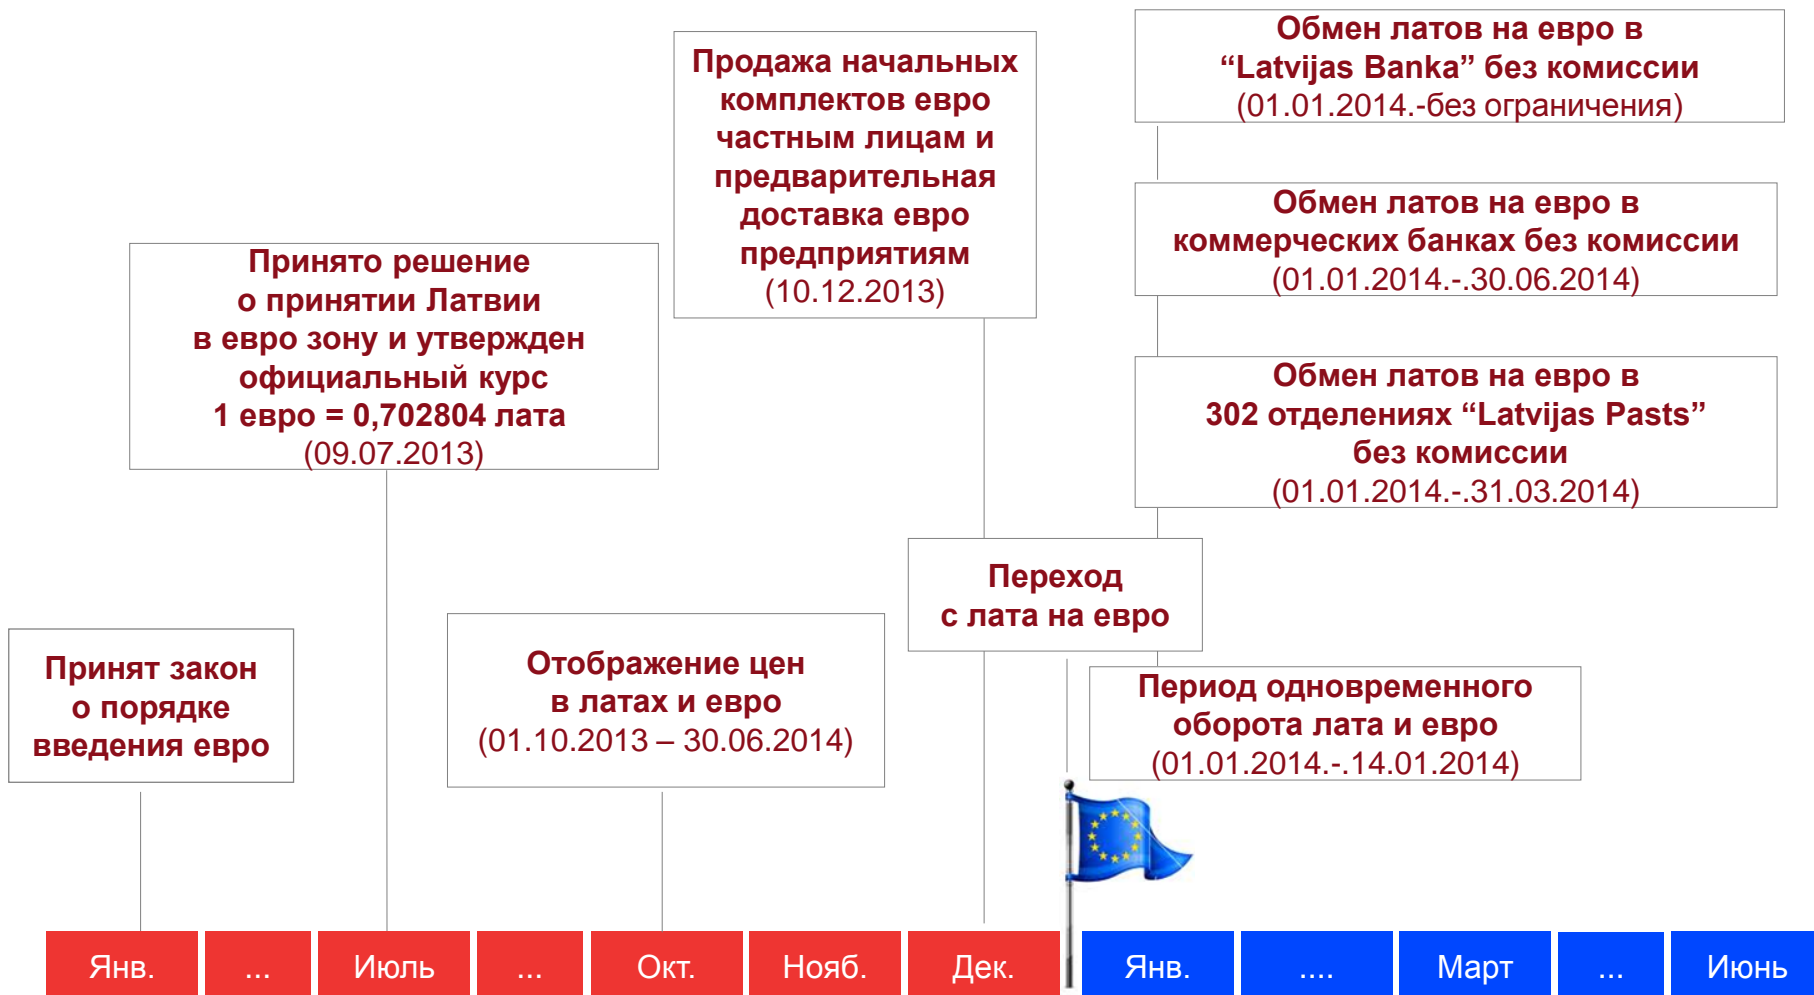 Обмен латов на евро в
“Latvijas Banka” без комиссии
(01.01.2014.-без ограничения)
Продажа начальных
комплектов евро
частным лицам и
предварительная
доставка евро
предприятиям
(10.12.2013)
Обмен латов на евро в
коммерческих банках без комиссии
(01.01.2014.-.30.06.2014)
Принято решение
о принятии Латвии
в евро зону и утвержден
официальный курс
1 евро = 0,702804 лата
(09.07.2013)
Обмен латов на евро в
302 отделениях “Latvijas Pasts”
без комиссии
(01.01.2014.-.31.03.2014)
Переход
с лата на евро
Принят закон
о порядке
введения евро
Отображение цен
в латах и евро
(01.10.2013 – 30.06.2014)
Период одновременного
оборота лата и евро
(01.01.2014.-.14.01.2014)
Янв.
...
Июль
...
Окт.
Нояб.
Дек.
Янв.
....
Март
...
Июнь